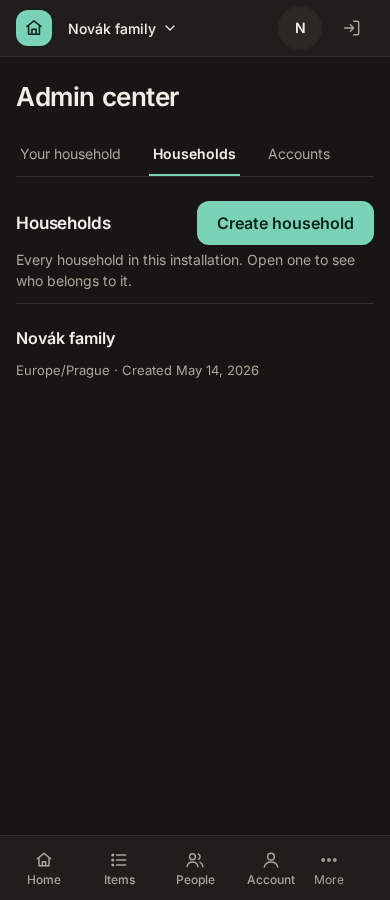 Novák family
N
Admin center
Your household
Households
Accounts
Households
Create household
Every household in this installation. Open one to see
who belongs to it.
Novák family
Europe/Prague · Created May 14, 2026
Home
Items
People
Account
More